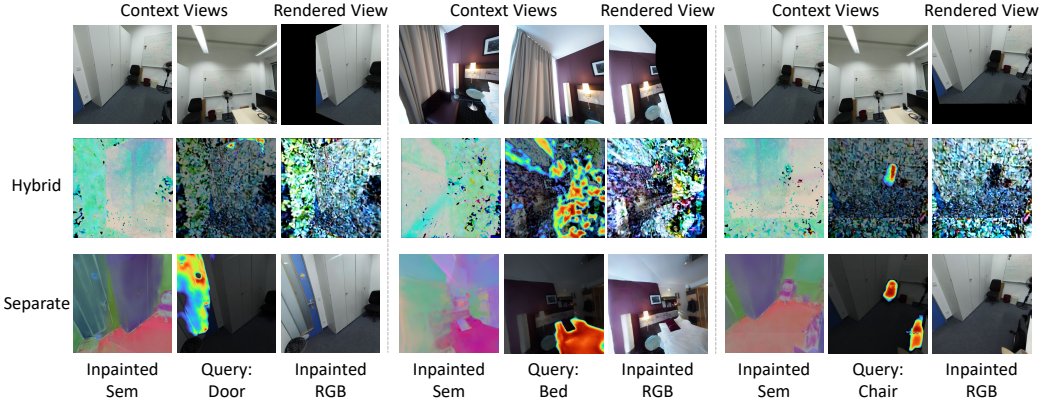 Context Views Rendered View Context Views Rendered View Context Views Rendered View
Hybrid
Separate
Inpainted Query: Inpainted Inpainted Query: Inpainted Inpainted Query: Inpainted
Sem Door RGB Sem Bed RGB Sem Chair RGB